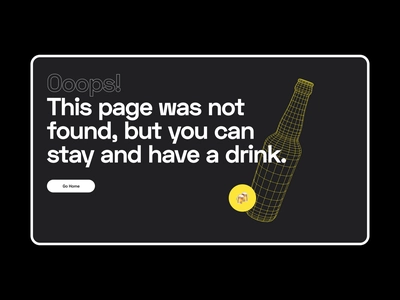 Ooops!
This page was not
found, but you can
stay and have a drink.
Go Home